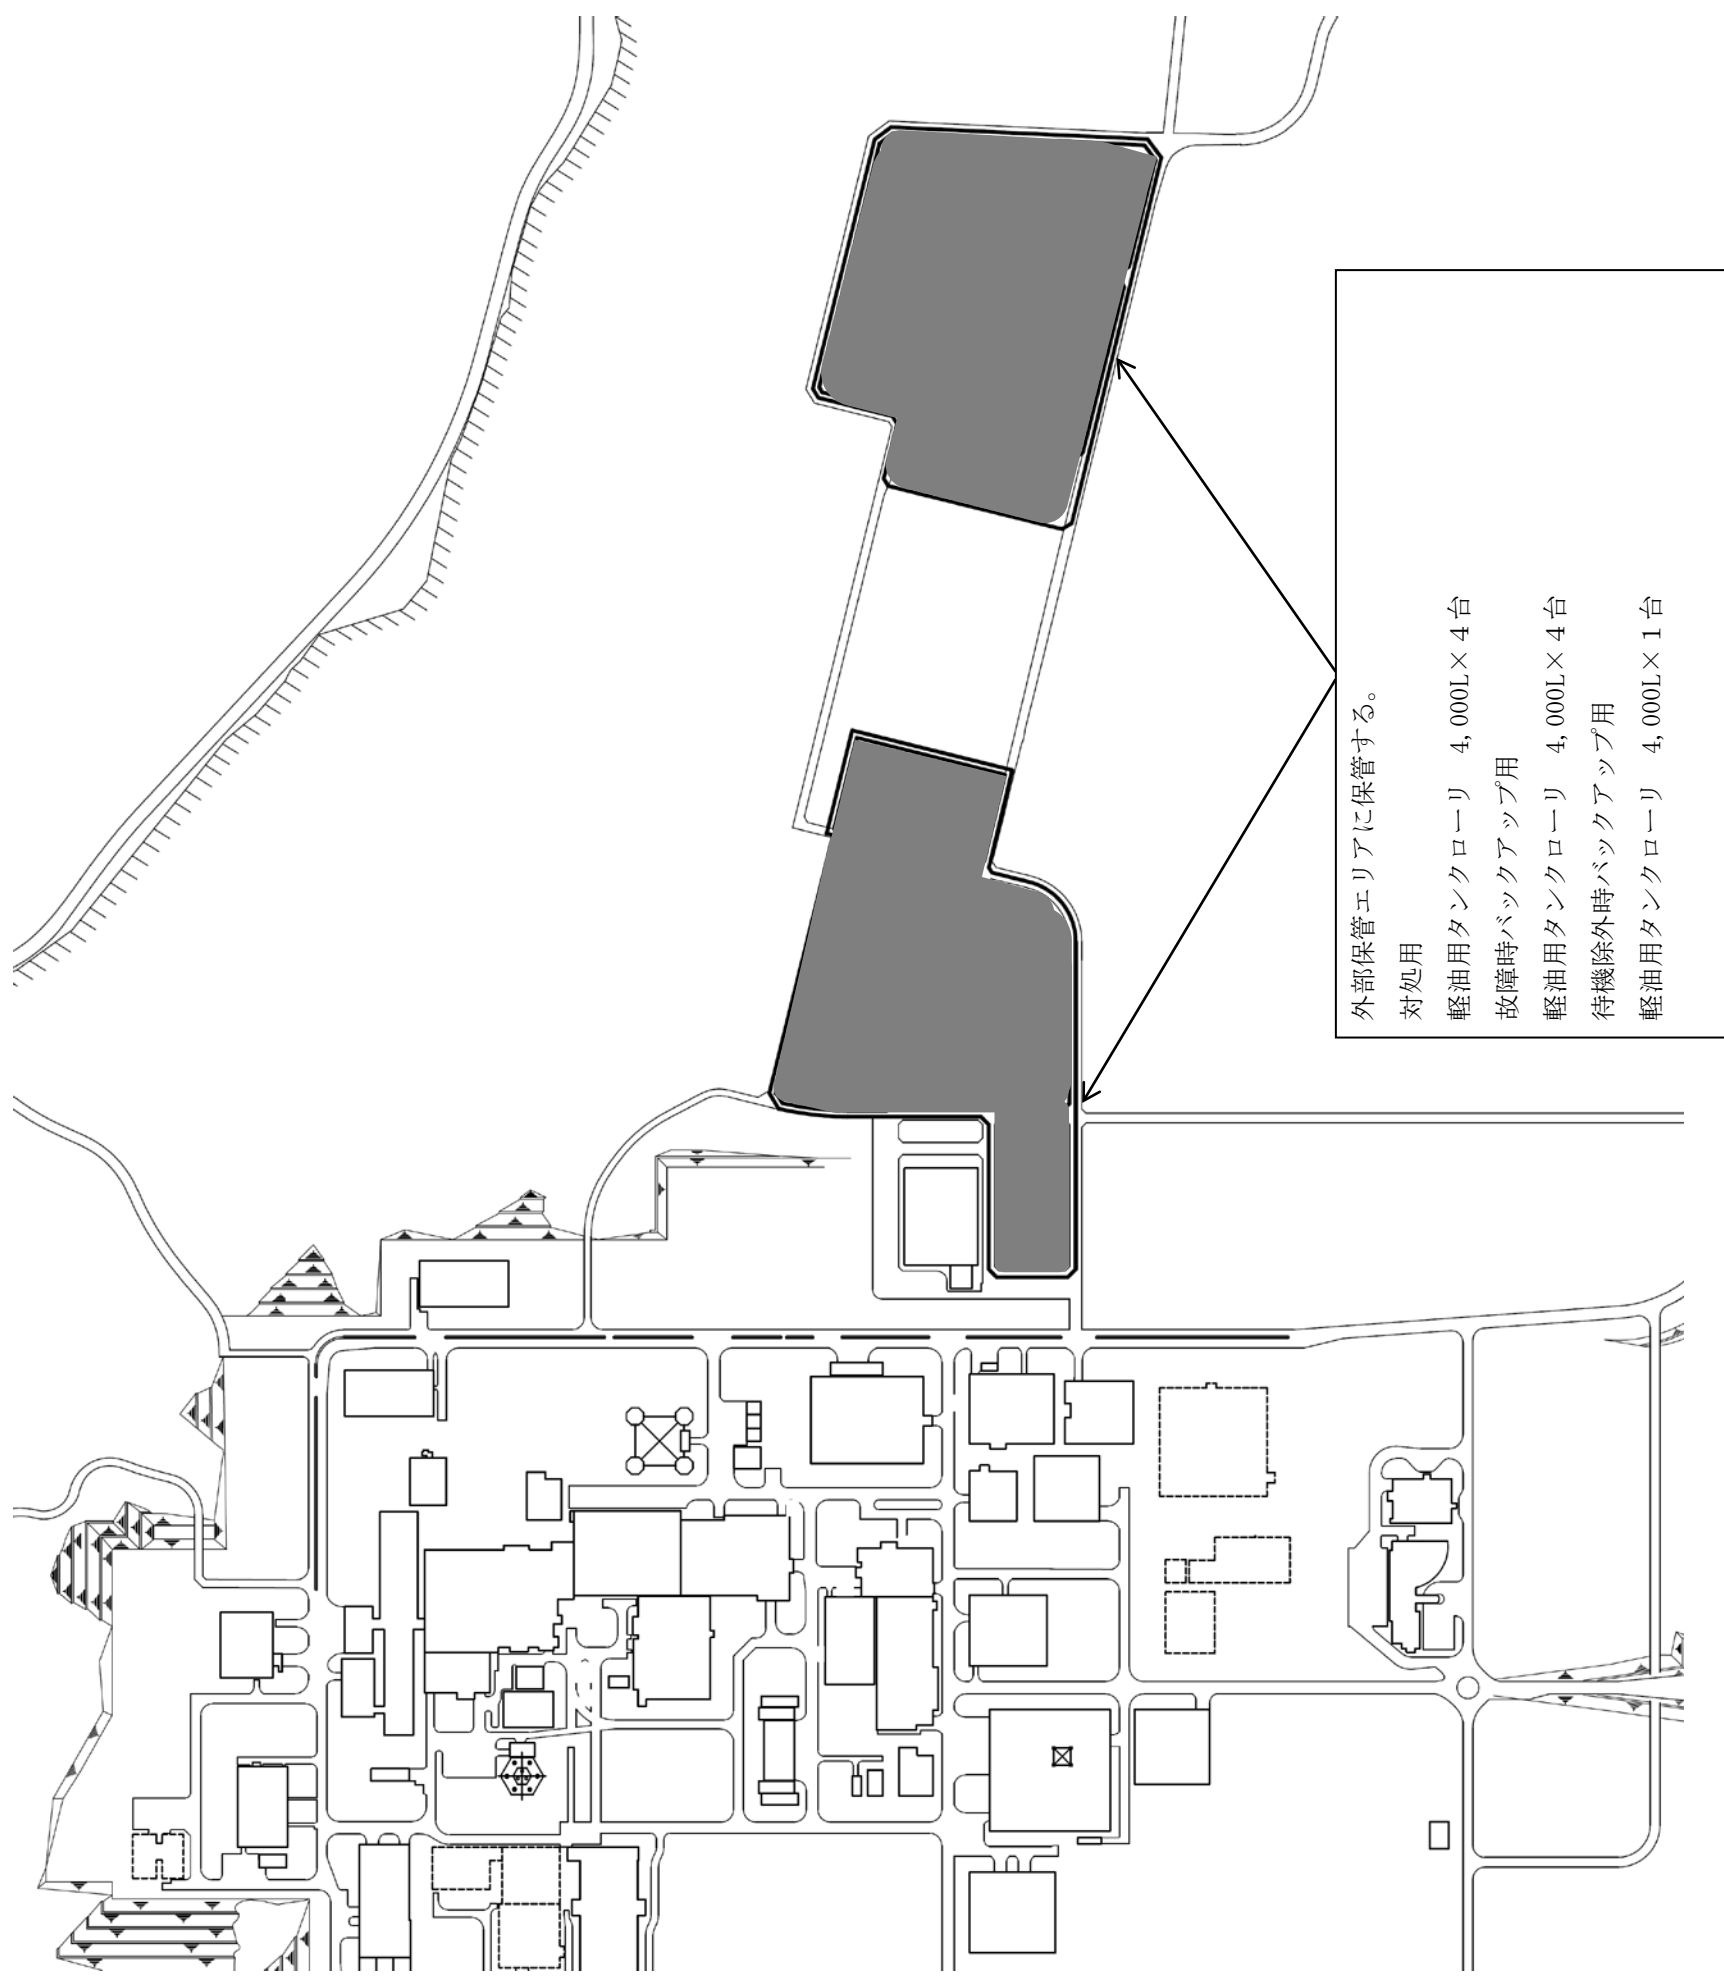 外部保管エリアに保管する。
対処用
軽油用タンクローリ　4,000L×４台
故障時バックアップ用
軽油用タンクローリ　4,000L×４台
待機除外時バックアップ用
軽油用タンクローリ　4,000L×１台